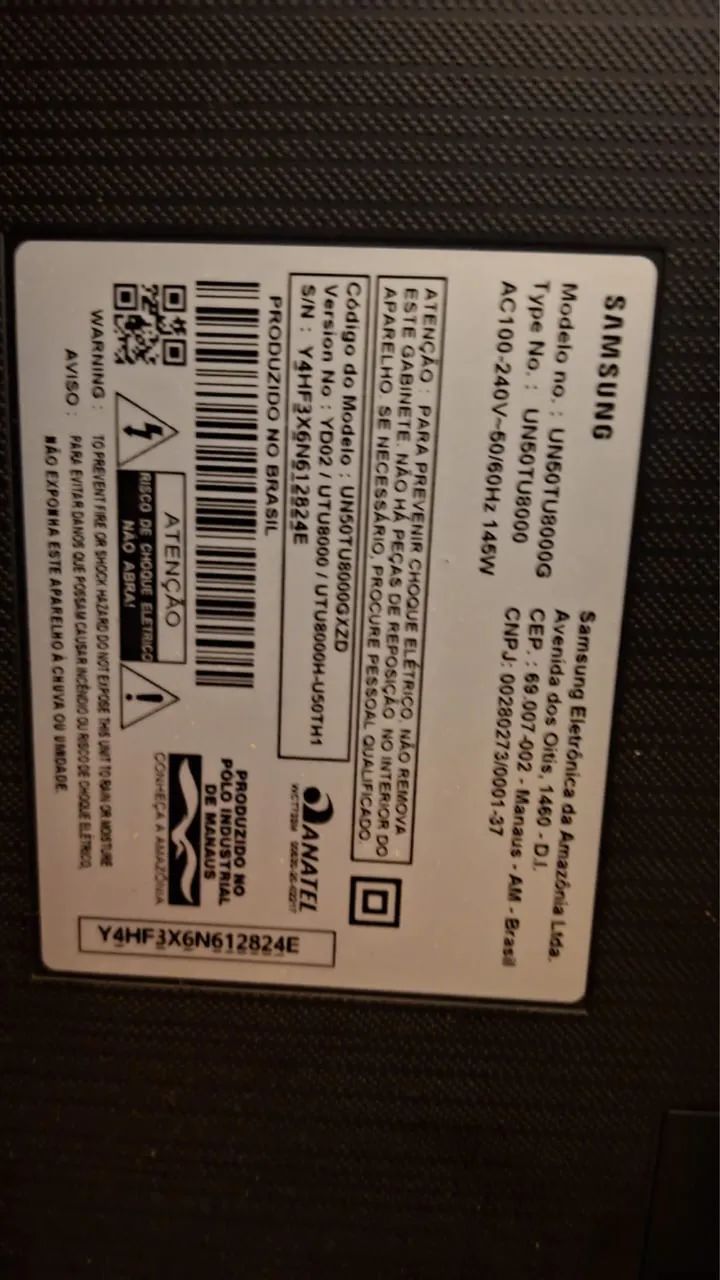 SAMSUNG
Modelo no. : UN50TU8000G
Type No. : UN50TU8000
AC100-240V~50/60Hz 145W
Samsung Eletrônica da Amazônia Ltda.
Avenida dos Oitis, 1460 - D.I.
CEP. : 69.007-002 - Manaus - AM - Brasil
CNPJ: 00280273/0001-37
ATENÇÃO : PARA PREVENIR CHOQUE ELÉTRICO, NÃO REMOVA
ESTE GABINETE. NÃO HÁ PEÇAS DE REPOSIÇÃO NO INTERIOR DO
APARELHO. SE NECESSÁRIO, PROCURE PESSOAL QUALIFICADO.
Código do Modelo : UN50TU8000GXZD
Version No : YD02 / UTU8000 / UTU8000H-U50TH1
S/N : Y4HF3X6N612824E
ANATEL
PRODUZIDO NO BRASIL
PRODUZIDO NO
POLO INDUSTRIAL
DE MANAUS
CONHEÇA A AMAZÔNIA
ATENÇÃO
RISCO DE CHOQUE ELÉTRICO
NÃO ABRA!
WARNING : TO PREVENT FIRE OR SHOCK HAZARD DO NOT EXPOSE THIS UNIT TO RAIN OR MOISTURE
AVISO : PARA EVITAR DANOS QUE POSSAM CAUSAR INCÊNDIO OU RISCO DE CHOQUE ELÉTRICO,
NÃO EXPONHA ESTE APARELHO À CHUVA OU UMIDADE.
Y4HF3X6N612824E